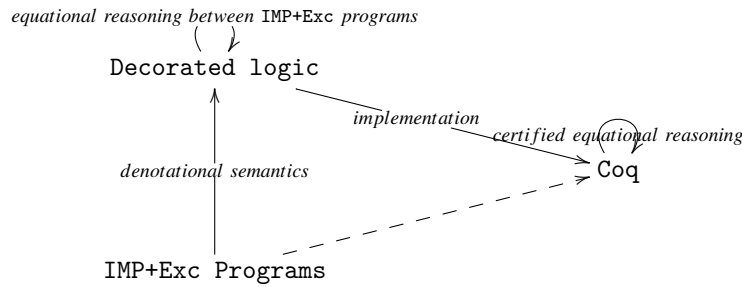 equational reasoning between IMP+Exc programs
Decorated logic
implementation
certified equational reasoning
Coq
denotational semantics
IMP+Exc Programs